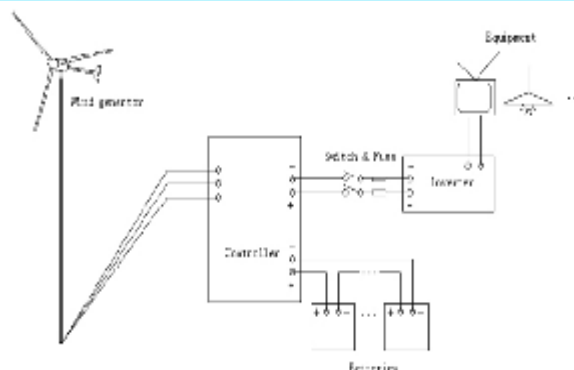 Equipment
Wind generator
Switch & Fuse
Inverter
Controller
Batteries